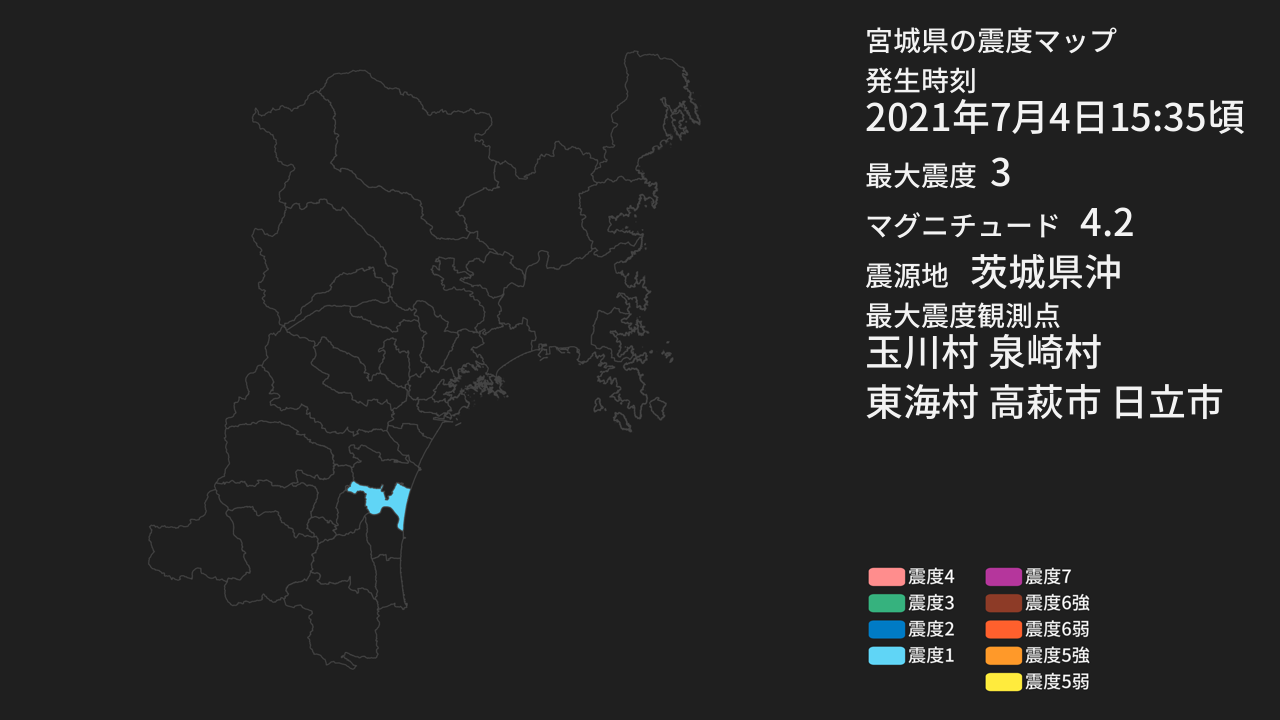 宮城県の震度マップ
発生時刻
2021年7月4日15:35頃
最大震度 3
マグニチュード 4.2
震源地 茨城県沖
最大震度観測点
玉川村 泉崎村
東海村 高萩市 日立市
震度4 震度7
震度3 震度6強
震度2 震度6弱
震度1 震度5強
震度5弱